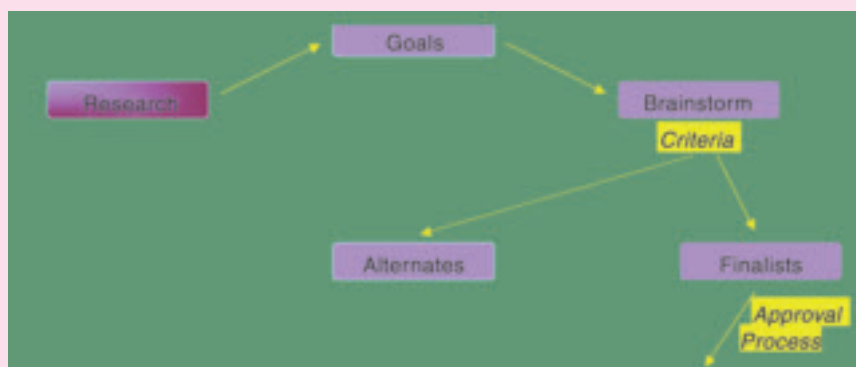 Goals
Research
Brainstorm
Criteria
Alternates
Finalists
Approval
Process